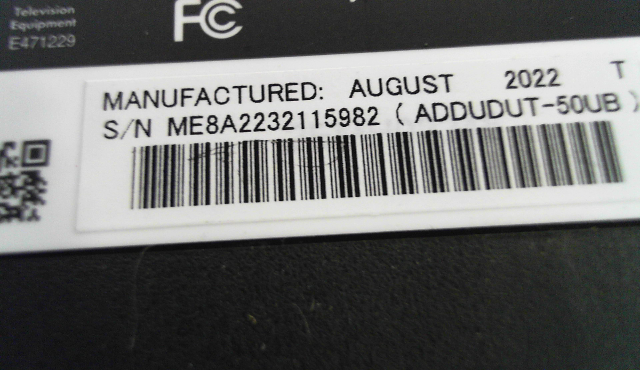 Television
Equipment
E471229
FC
MANUFACTURED: AUGUST 2022 T
S/N ME8A2232115982 (ADDUDUT-50UB)